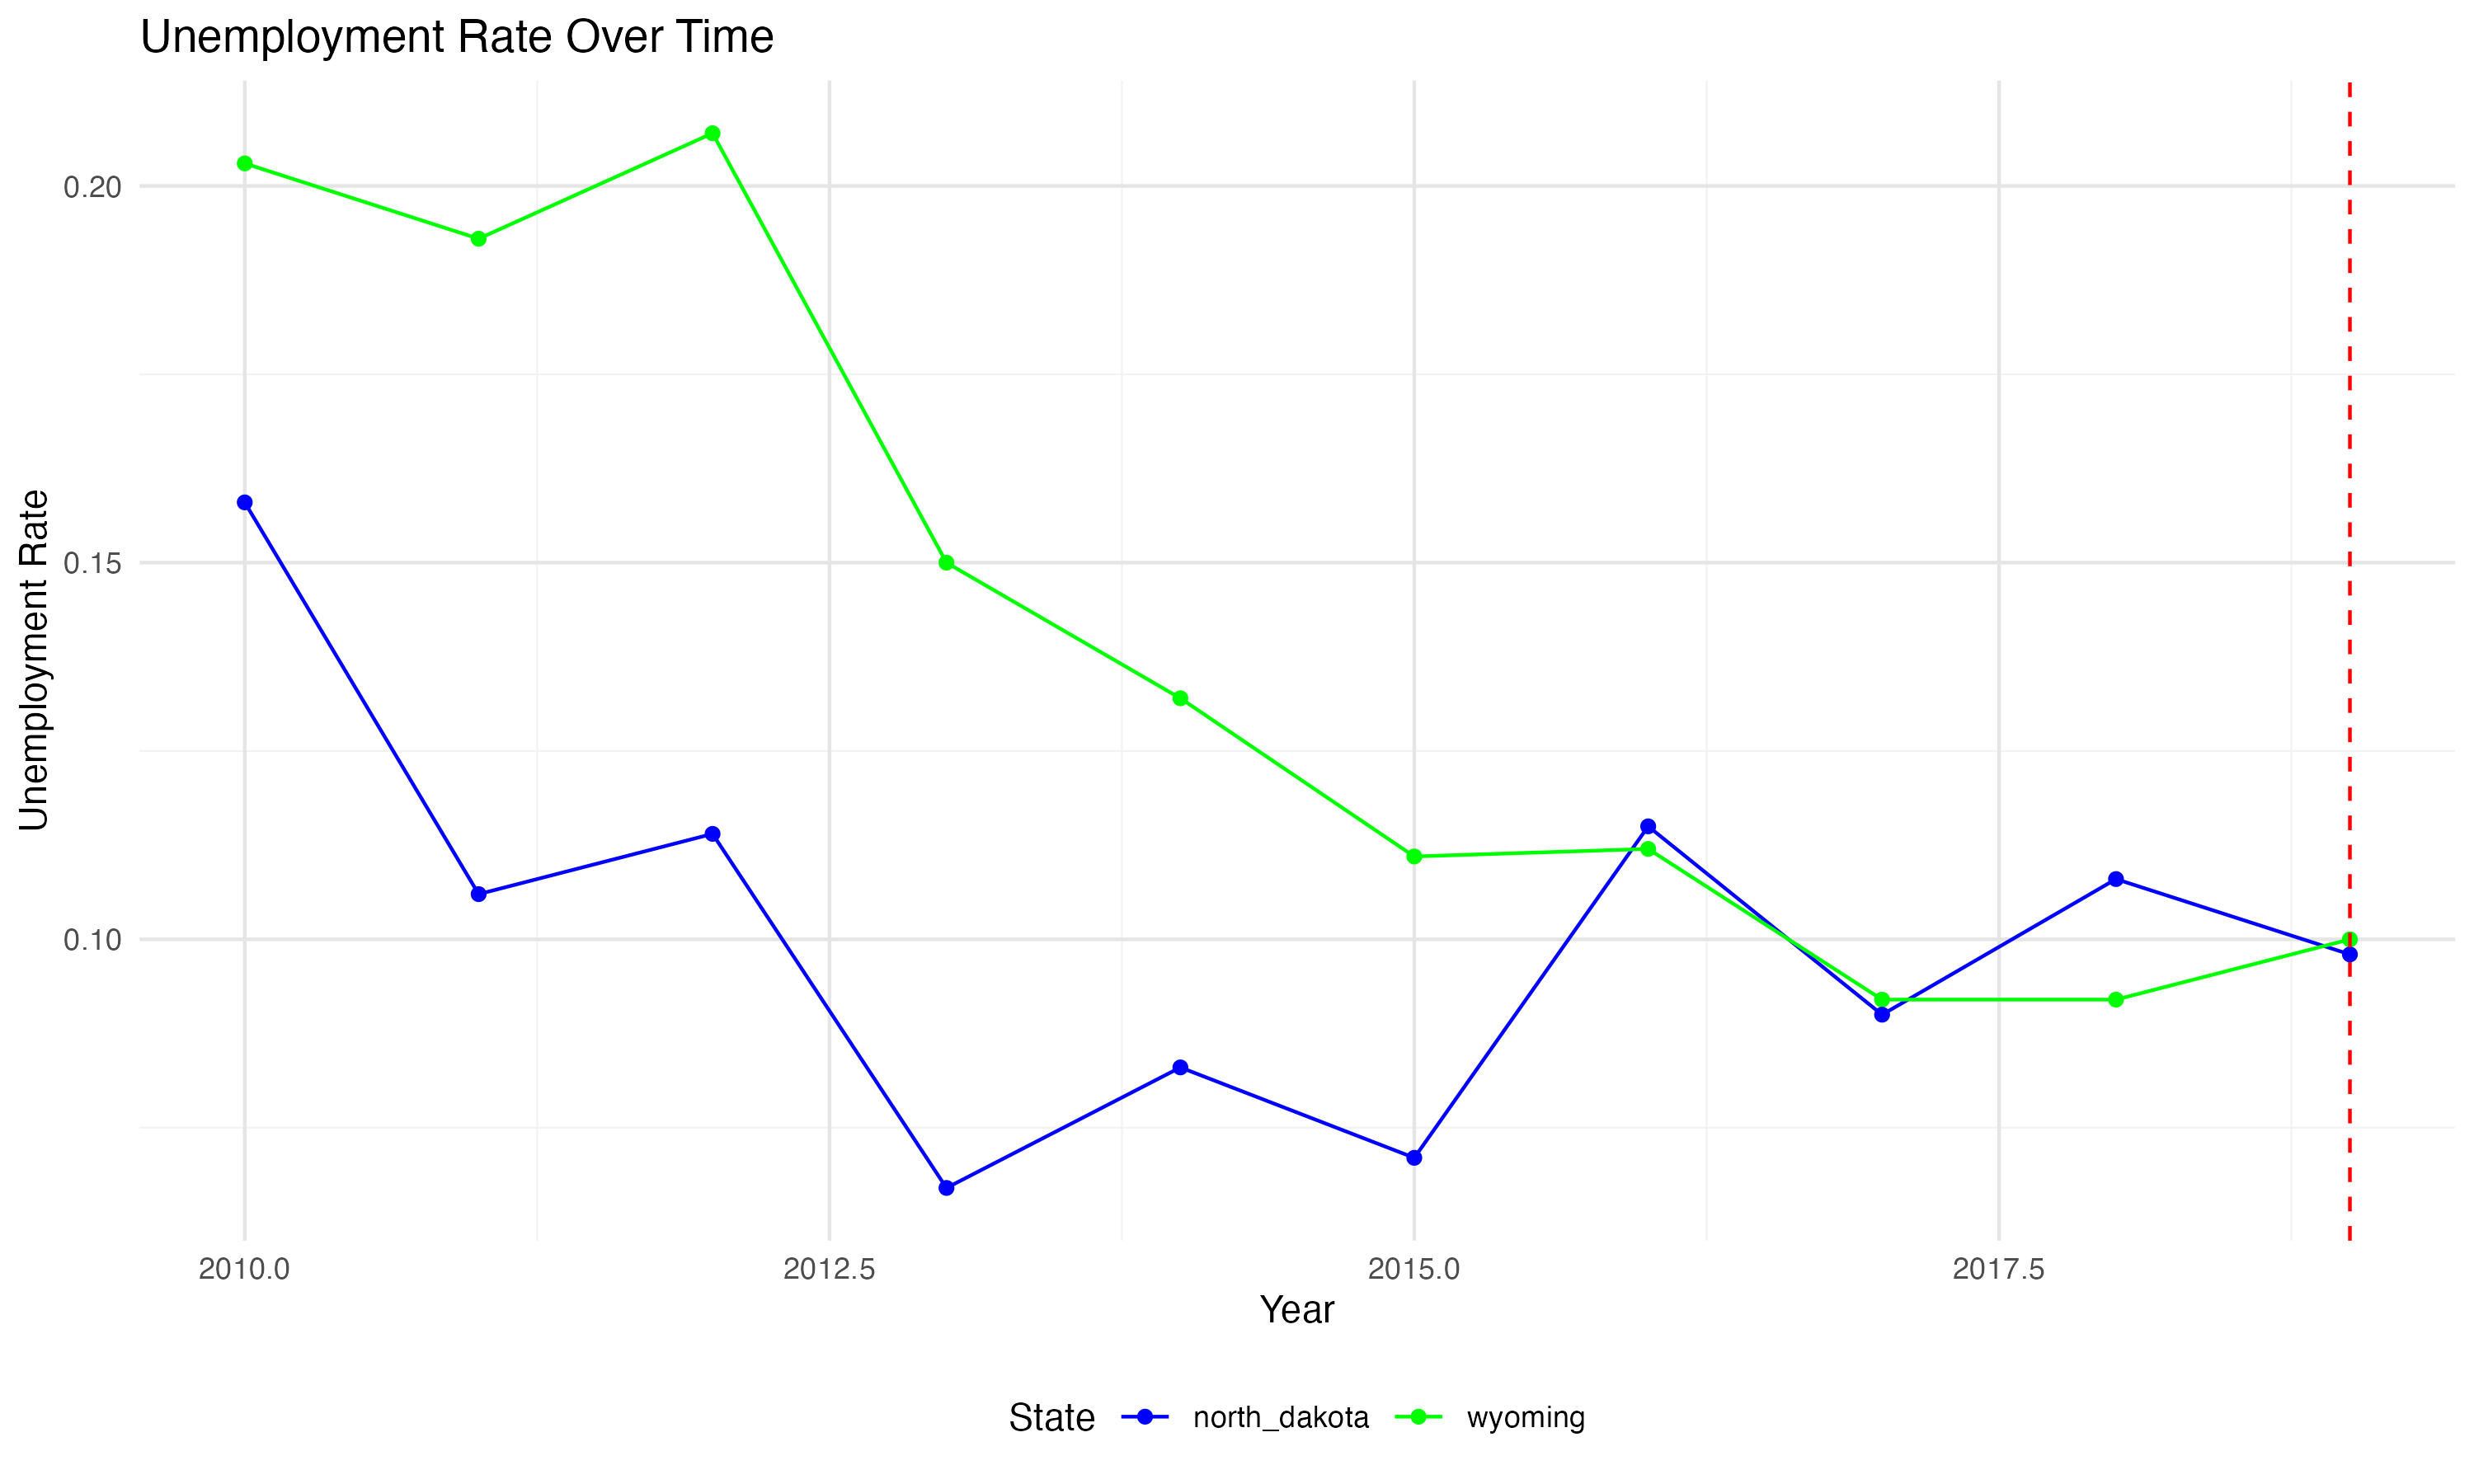 Unemployment Rate Over Time
Unemployment Rate
0.20
0.15
0.10
2010.0 2012.5 2015.0 2017.5
Year
State north_dakota wyoming